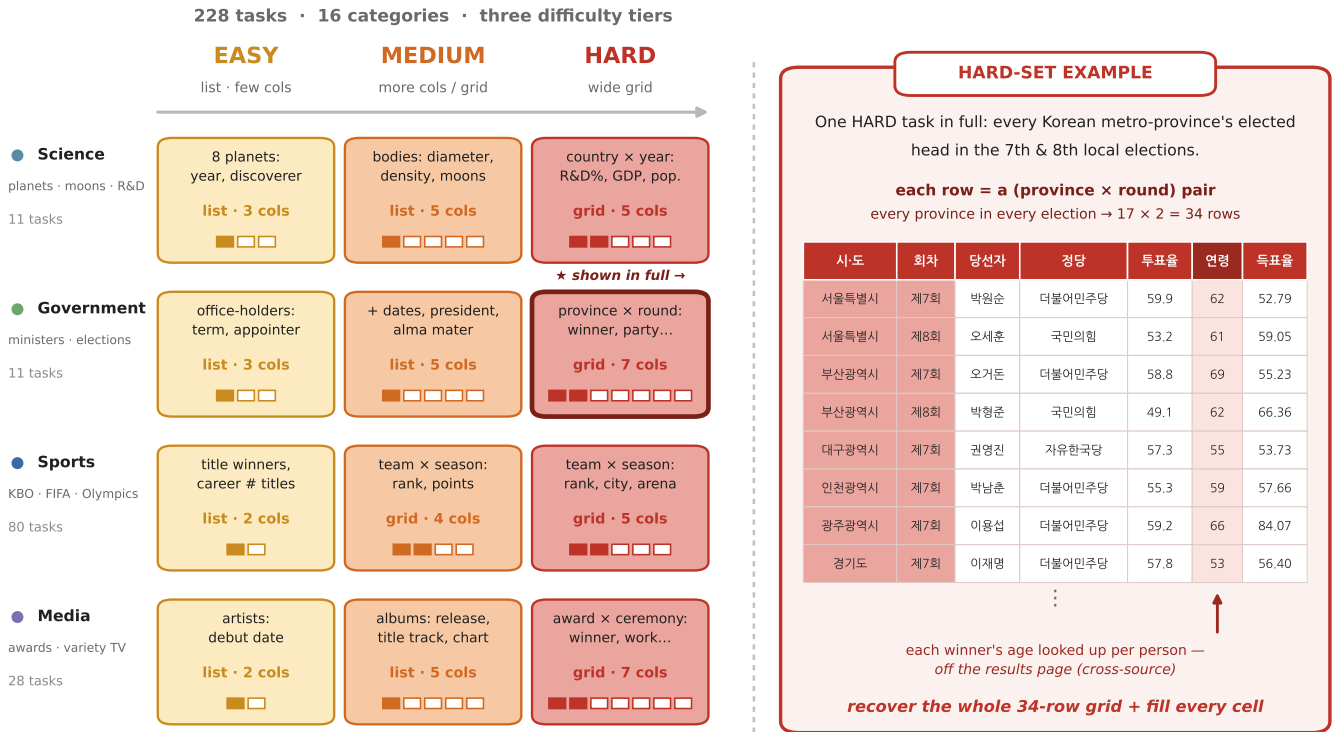 228 tasks · 16 categories · three difficulty tiers
EASY
MEDIUM
HARD
list · few cols
more cols / grid
wide grid
Science
planets · moons · R&D
11 tasks
8 planets:
year, discoverer
list · 3 cols
bodies: diameter,
density, moons
list · 5 cols
country × year:
R&D%, GDP, pop.
grid · 5 cols
★ shown in full →
Government
ministers · elections
11 tasks
office-holders:
term, appointer
list · 3 cols
+ dates, president,
alma mater
list · 5 cols
province × round:
winner, party...
grid · 7 cols
Sports
KBO · FIFA · Olympics
80 tasks
title winners,
career # titles
list · 2 cols
team × season:
rank, points
grid · 4 cols
team × season:
rank, city, arena
grid · 5 cols
Media
awards · variety TV
28 tasks
artists:
debut date
list · 2 cols
albums: release,
title track, chart
list · 5 cols
award × ceremony:
winner, work...
grid · 7 cols
HARD-SET EXAMPLE
One HARD task in full: every Korean metro-province's elected
head in the 7th & 8th local elections.
each row = a (province × round) pair
every province in every election → 17 × 2 = 34 rows
시·도 회차 당선자 정당 투표율 연령 득표율
서울특별시 제7회 박원순 더불어민주당 59.9 62 52.79
서울특별시 제8회 오세훈 국민의힘 53.2 61 59.05
부산광역시 제7회 오거돈 더불어민주당 58.8 69 55.23
부산광역시 제8회 박형준 국민의힘 49.1 62 66.36
대구광역시 제7회 권영진 자유한국당 57.3 55 53.73
인천광역시 제7회 박남춘 더불어민주당 55.3 59 57.66
광주광역시 제7회 이용섭 더불어민주당 59.2 66 84.07
경기도 제7회 이재명 더불어민주당 57.8 53 56.40
⋮
each winner's age looked up per person —
off the results page (cross-source)
recover the whole 34-row grid + fill every cell